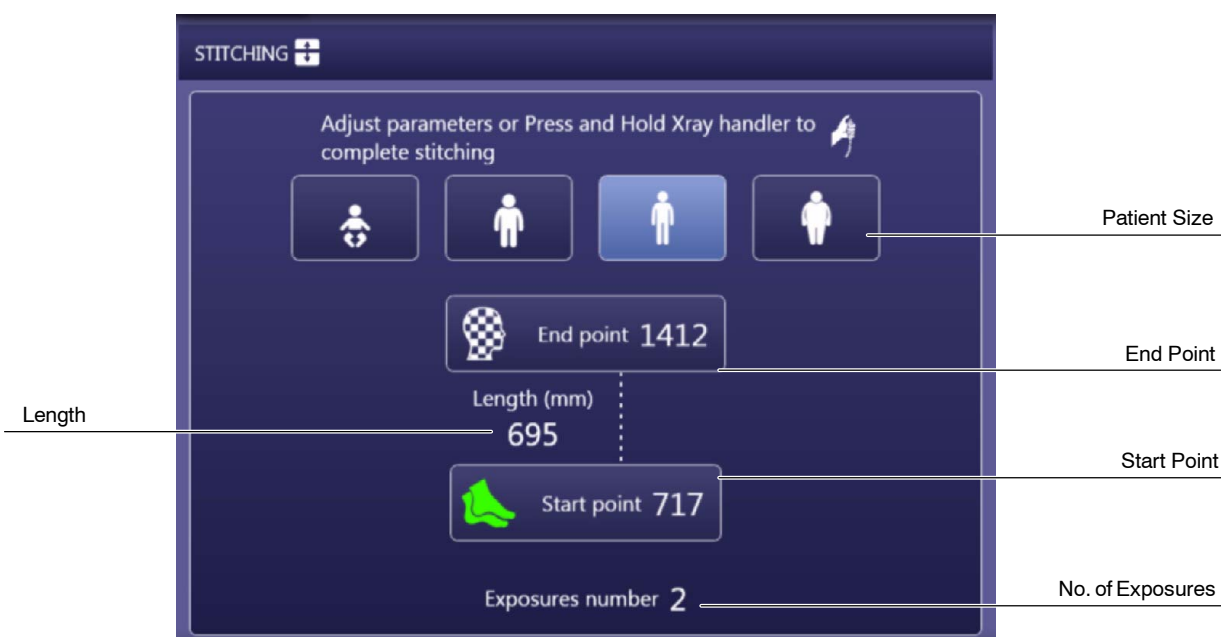 STITCHING
Adjust parameters or Press and Hold Xray handler to
complete stitching
Patient Size
End point 1412
End Point
Length (mm)
Length
695
Start Point
Start point 717
No. of Exposures
Exposures number 2